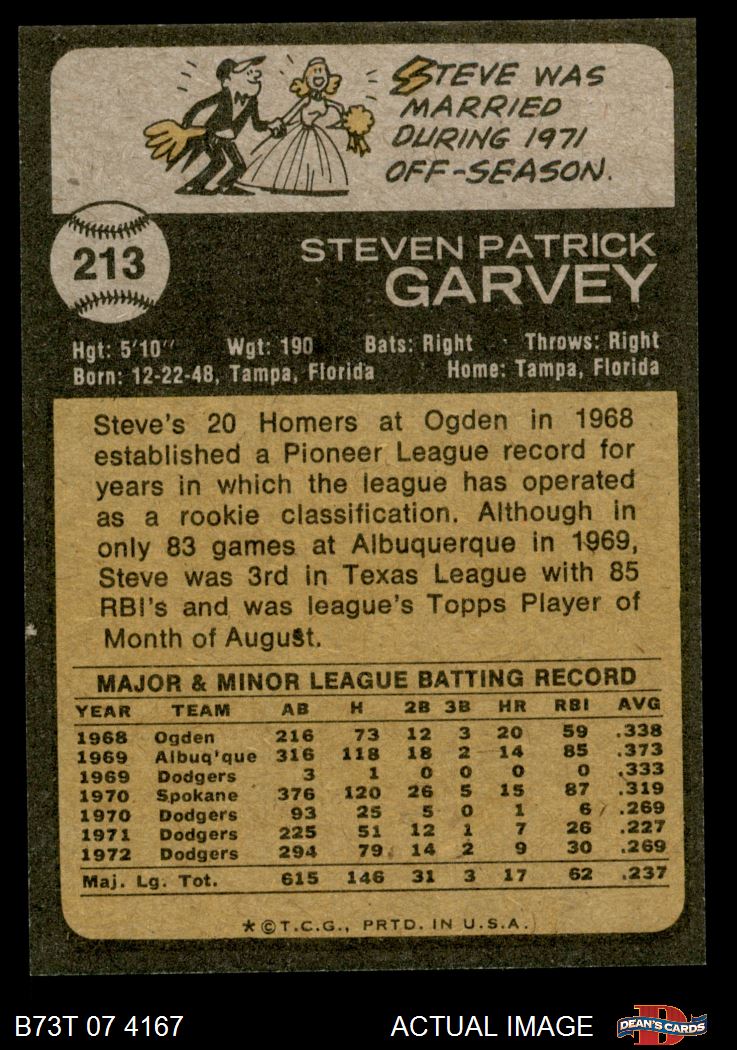 STEVE WAS
MARRIED
DURING 1971
OFF-SEASON.
213
STEVEN PATRICK
GARVEY
Hgt: 5'10" Wgt: 190 Bats: Right Throws: Right
Born: 12-22-48, Tampa, Florida Home: Tampa, Florida
Steve's 20 Homers at Ogden in 1968
established a Pioneer League record for
years in which the league has operated
as a rookie classification. Although in
only 83 games at Albuquerque in 1969,
Steve was 3rd in Texas League with 85
RBI's and was league's Topps Player of
Month of August.
MAJOR & MINOR LEAGUE BATTING RECORD
YEAR TEAM AB H 2B 3B HR RBI AVG
1968 Ogden 216 73 12 3 20 59 .338
1969 Albuq'que 316 118 18 2 14 85 .373
1969 Dodgers 3 1 0 0 0 0 .333
1970 Spokane 376 120 26 5 15 87 .319
1970 Dodgers 93 25 5 0 1 6 .269
1971 Dodgers 225 51 12 1 7 26 .227
1972 Dodgers 294 79 14 2 9 30 .269
Maj. Lg. Tot. 615 146 31 3 17 62 .237
*©T.C.G., PRTD. IN U.S.A.
B73T 07 4167 ACTUAL IMAGE DEAN'S CARDS